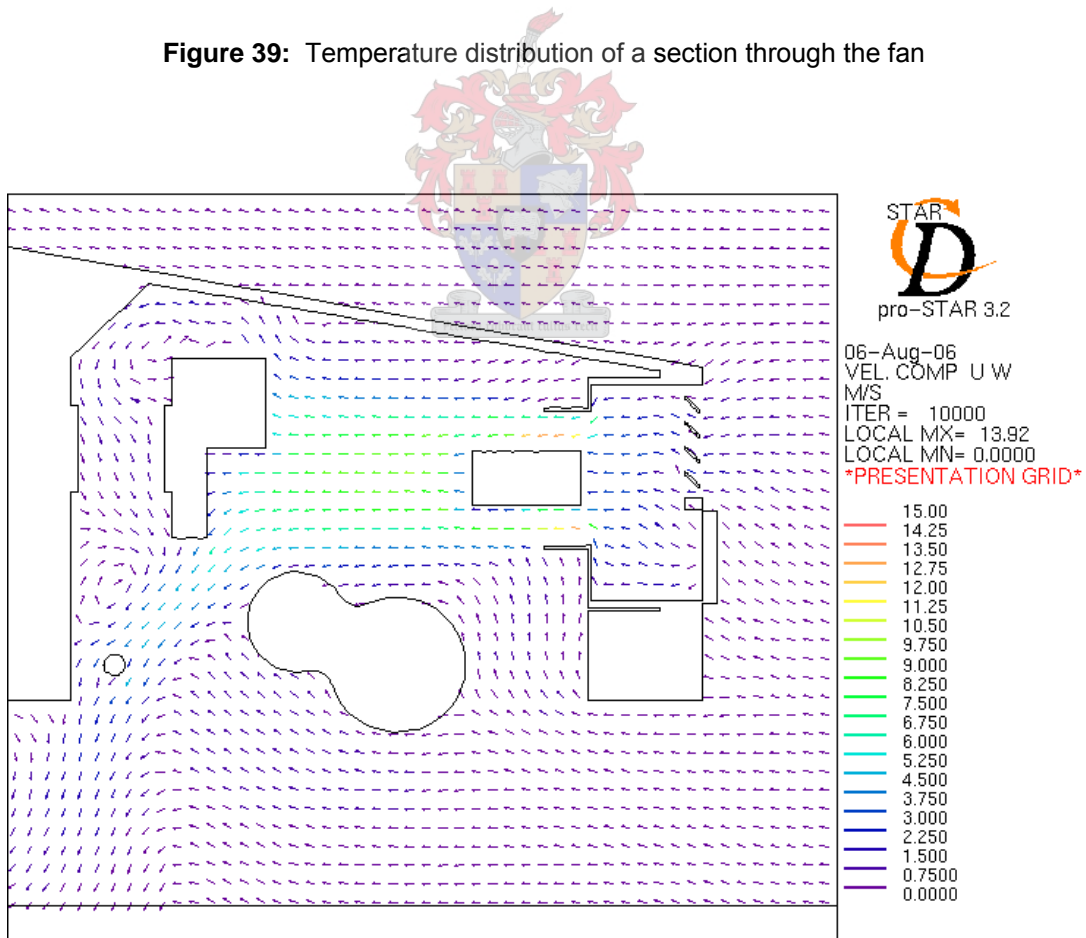 Figure 39: Temperature distribution of a section through the fan
STAR
CD
pro-STAR 3.2
06-Aug-06
VEL. COMP U W
M/S
ITER = 10000
LOCAL MX= 13.92
LOCAL MN= 0.0000
*PRESENTATION GRID*
15.00
14.25
13.50
12.75
12.00
11.25
10.50
9.750
9.000
8.250
7.500
6.750
6.000
5.250
4.500
3.750
3.000
2.250
1.500
0.7500
0.0000